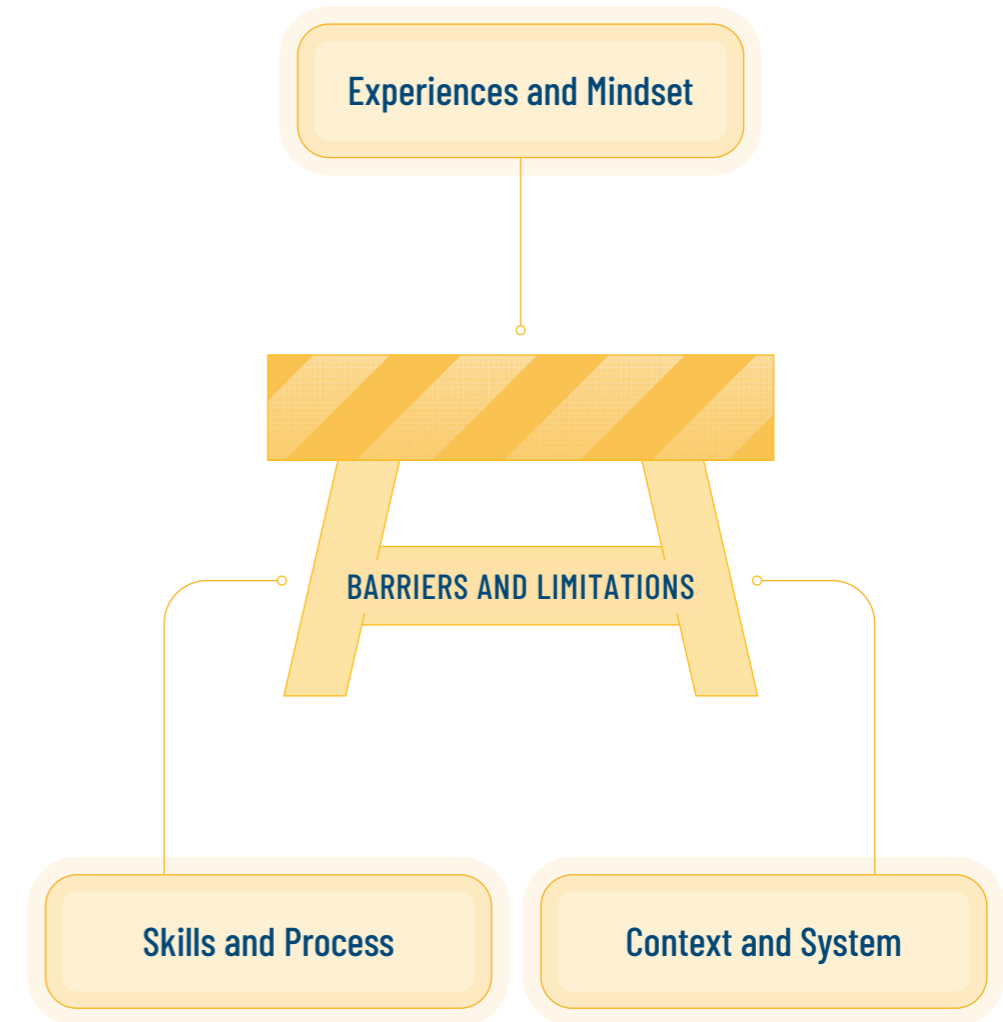 Experiences and Mindset
BARRIERS AND LIMITATIONS
Skills and Process
Context and System